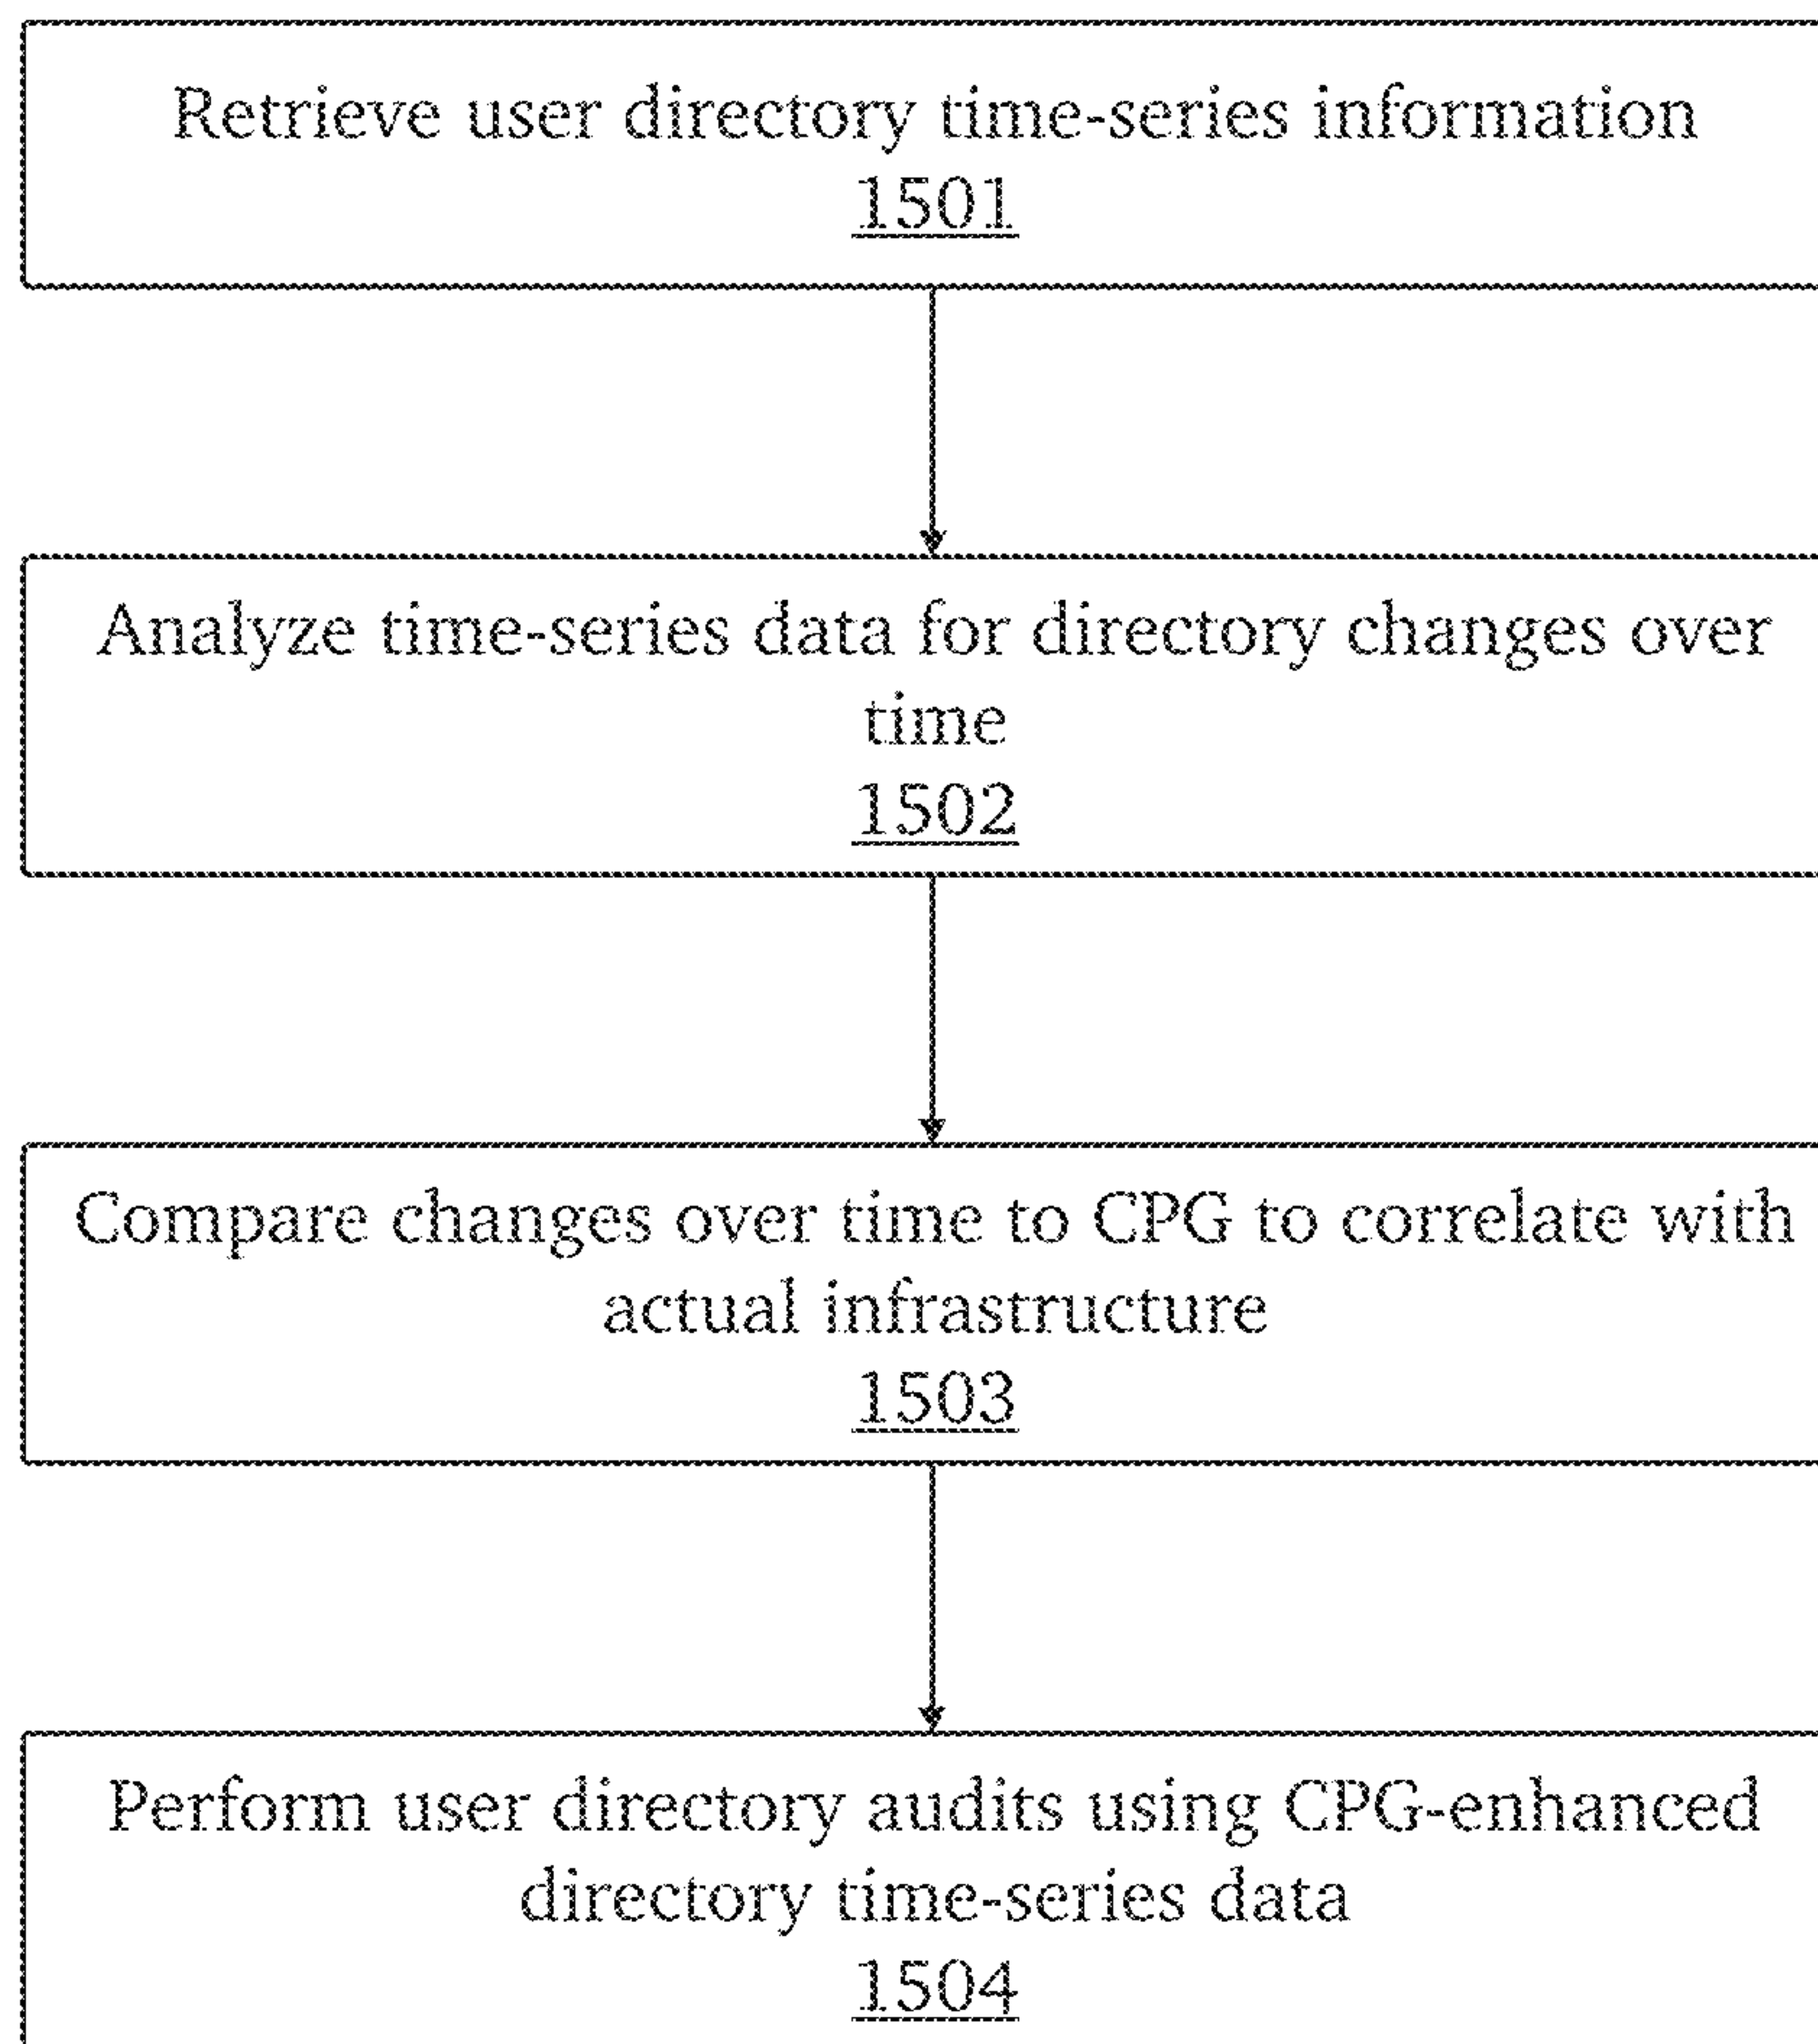 Retrieve user directory time-series information
1501
Analyze time-series data for directory changes over
time
1502
Compare changes over time to CPG to correlate with
actual infrastructure
1503
Perform user directory audits using CPG-enhanced
directory time-series data
1504